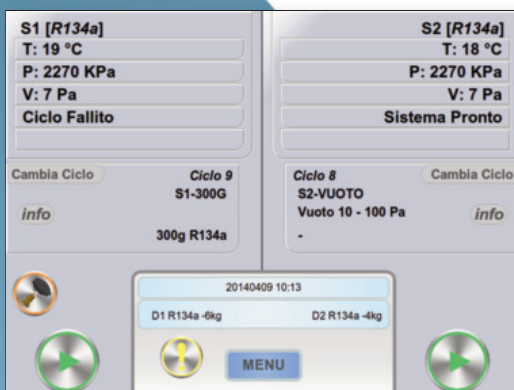 S1 [R134a]
T: 19 °C
P: 2270 KPa
V: 7 Pa
Ciclo Fallito
S2 [R134a]
T: 18 °C
P: 2270 KPa
V: 7 Pa
Sistema Pronto
Cambia Ciclo
Ciclo 9
S1-300G
info
300g R134a
Ciclo 8
Cambia Ciclo
S2-VUOTO
Vuoto 10 - 100 Pa
info
-
20140409 10:13
D1 R134a -6kg
D2 R134a -4kg
MENU